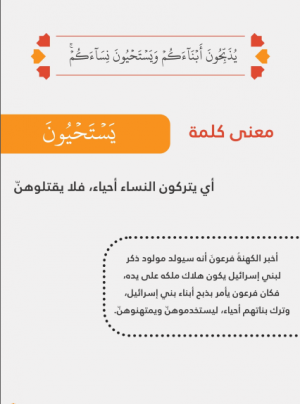 يُذَبِّحُونَ أَبْنَآءَكُمْ وَيَسْتَحْيُونَ نِسَآءَكُمْ ۚ
معنى كلمة يَسْتَحْيُونَ
أي يتركون النساء أحياء، فلا يقتلوهنّ
أخبر الكهنةُ فرعونَ أنه سيولد مولود ذكر
لبني إسرائيل يكون هلاك ملكه على يده،
فكان فرعون يأمر بذبح أبناء بني إسرائيل،
وترك بناتهم أحياء، ليستخدموهنّ ويمتهنوهنّ.